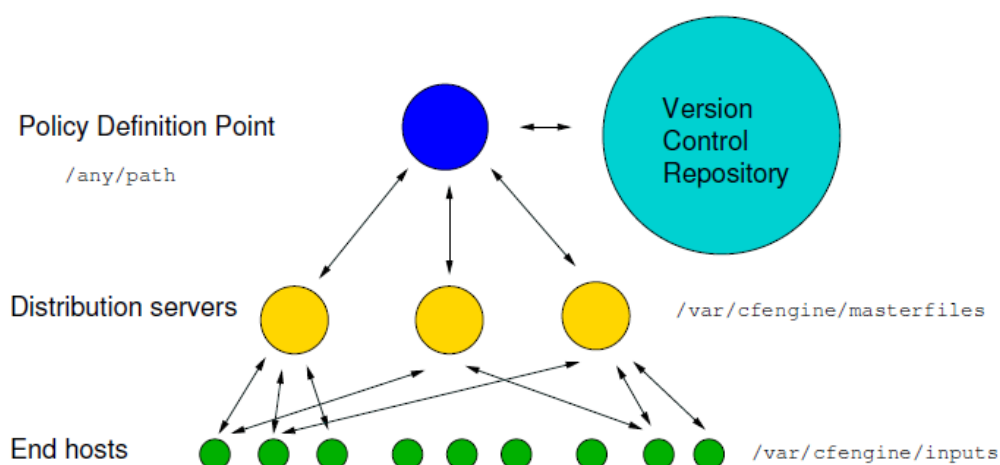 Policy Definition Point
/any/path
Version
Control
Repository
Distribution servers
/var/cfengine/masterfiles
End hosts
/var/cfengine/inputs